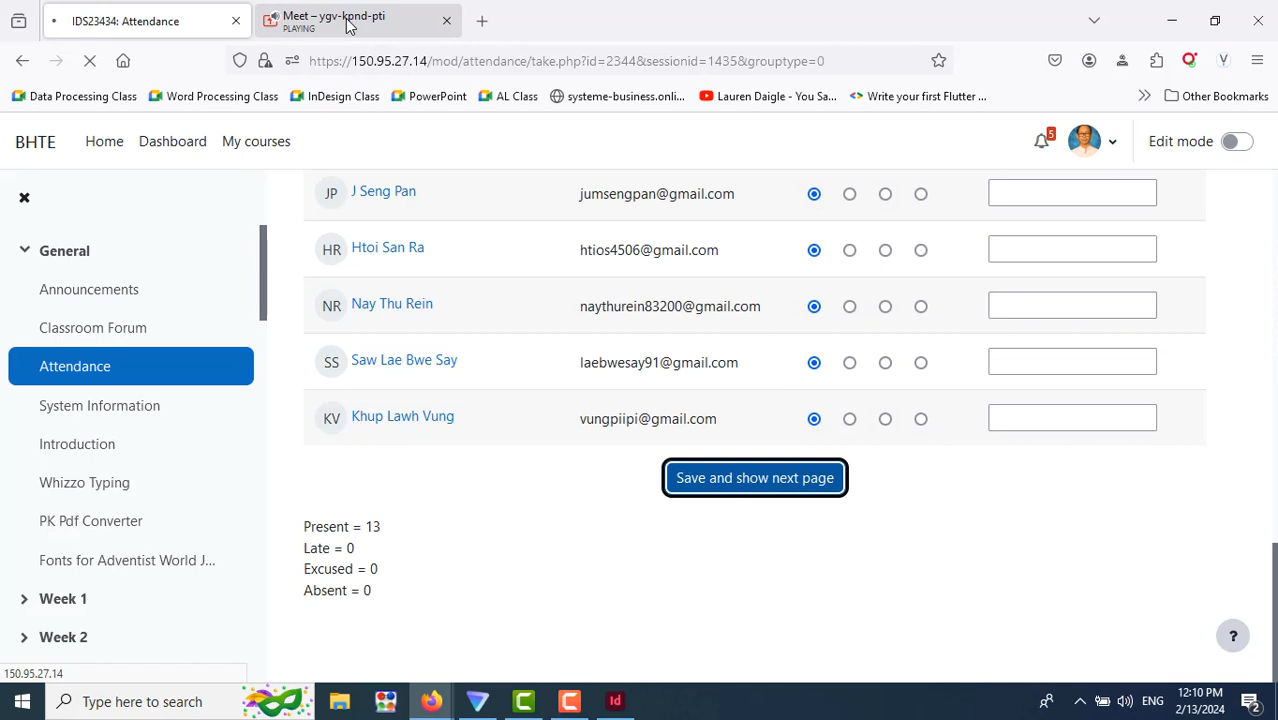 IDS23434: Attendance
Meet – ygv-kpnd-pti
PLAYING
https://150.95.27.14/mod/attendance/take.php?id=2344&sessionid=1435&grouptype=0
Data Processing Class
Word Processing Class
InDesign Class
PowerPoint
AL Class
systeme-business.onli...
Lauren Daigle - You Sa...
Write your first Flutter ...
Other Bookmarks
BHTE
Home
Dashboard
My courses
5
Edit mode
General
Announcements
Classroom Forum
Attendance
System Information
Introduction
Whizzo Typing
PK Pdf Converter
Fonts for Adventist World J...
Week 1
Week 2
JP J Seng Pan jumsengpan@gmail.com
HR Htoi San Ra htios4506@gmail.com
NR Nay Thu Rein naythurein83200@gmail.com
SS Saw Lae Bwe Say laebwesay91@gmail.com
KV Khup Lawh Vung vungpiipi@gmail.com
Save and show next page
Present = 13
Late = 0
Excused = 0
Absent = 0
?
150.95.27.14
Type here to search
Id
ENG
12:10 PM
2/13/2024
2